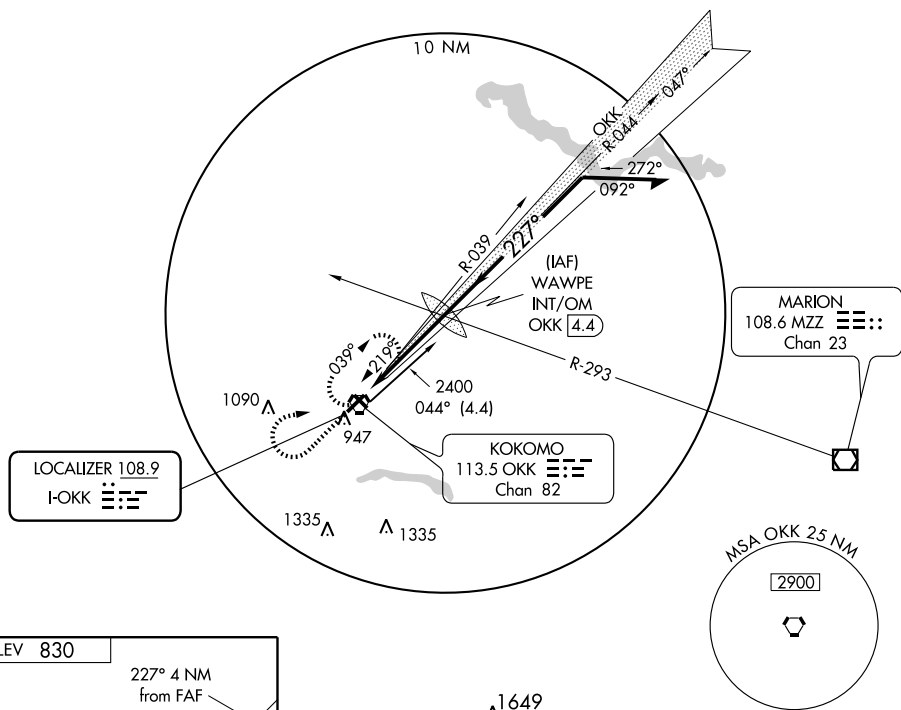 10 NM
OKK
R-044
047°
272°
092°
R-039
227°
(IAF)
WAWPE
INT/OM
OKK 4.4
MARION
108.6 MZZ
Chan 23
R-293
039°
219°
2400
044° (4.4)
1090
947
KOKOMO
113.5 OKK
Chan 82
LOCALIZER 108.9
I-OKK
1335
1335
MSA OKK 25 NM
2900
LEV 830
227° 4 NM
from FAF
1649